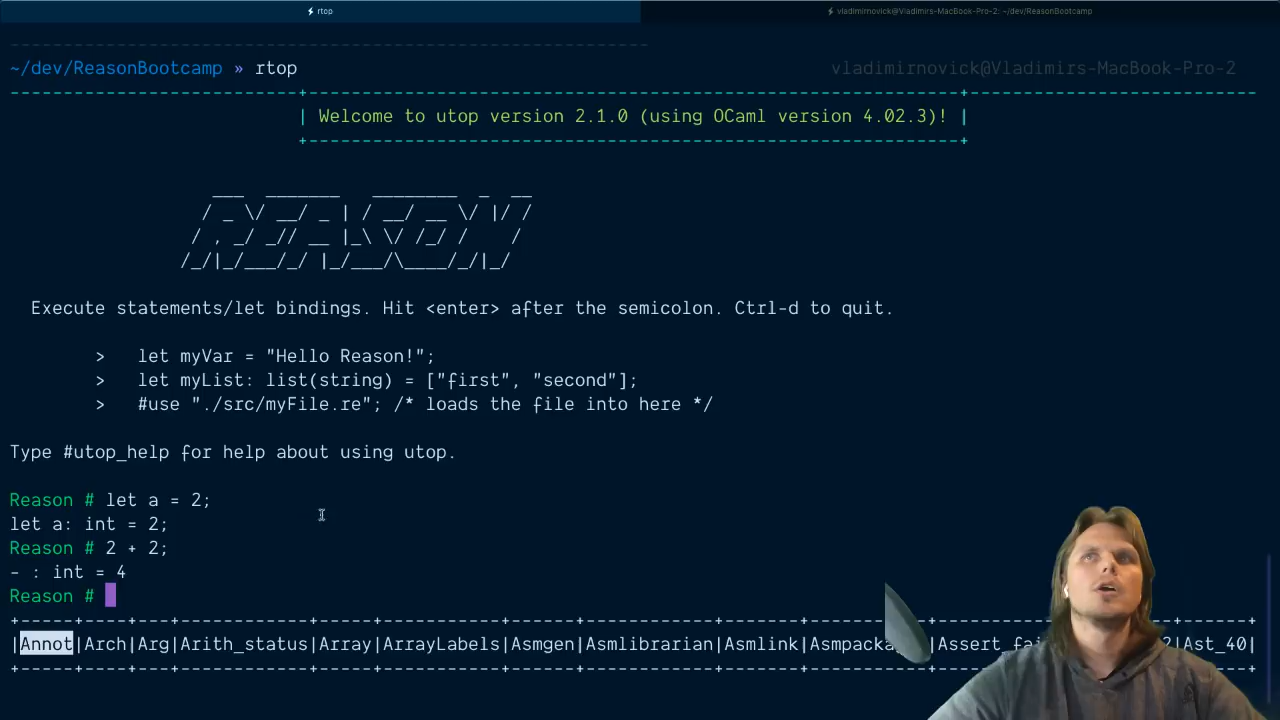 rtop
vladimirnovick@Vladimirs-MacBook-Pro-2: ~/dev/ReasonBootcamp
~/dev/ReasonBootcamp » rtop
vladimirnovick@Vladimirs-MacBook-Pro-2
| Welcome to utop version 2.1.0 (using OCaml version 4.02.3)! |
REASON
Execute statements/let bindings. Hit <enter> after the semicolon. Ctrl-d to quit.
> let myVar = "Hello Reason!";
> let myList: list(string) = ["first", "second"];
> #use "./src/myFile.re"; /* loads the file into here */
Type #utop_help for help about using utop.
Reason # let a = 2;
let a: int = 2;
Reason # 2 + 2;
- : int = 4
Reason #
|Annot|Arch|Arg|Arith_status|Array|ArrayLabels|Asmgen|Asmlibrarian|Asmlink|Asmpacka |Assert_fai |Ast_40|